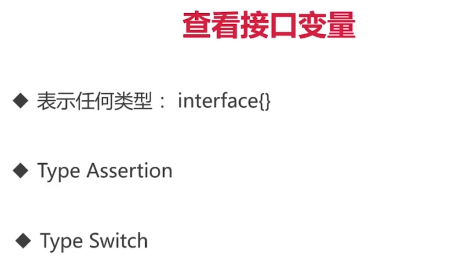 查看接口变量
◆ 表示任何类型： interface{}
◆ Type Assertion
◆ Type Switch